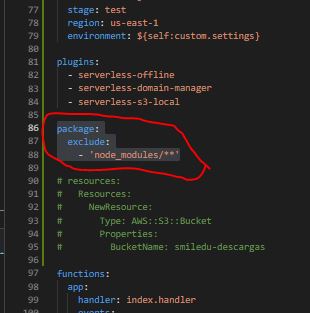 77 stage: test
78 region: us-east-1
79 environment: ${self:custom.settings}
80
81 plugins:
82 - serverless-offline
83 - serverless-domain-manager
84 - serverless-s3-local
85
86 package:
87 exclude:
88 - 'node_modules/**'
89
90 # resources:
91 #   Resources:
92 #     NewResource:
93 #       Type: AWS::S3::Bucket
94 #       Properties:
95 #         BucketName: smiledu-descargas
96
97 functions:
98 app:
99 handler: index.handler